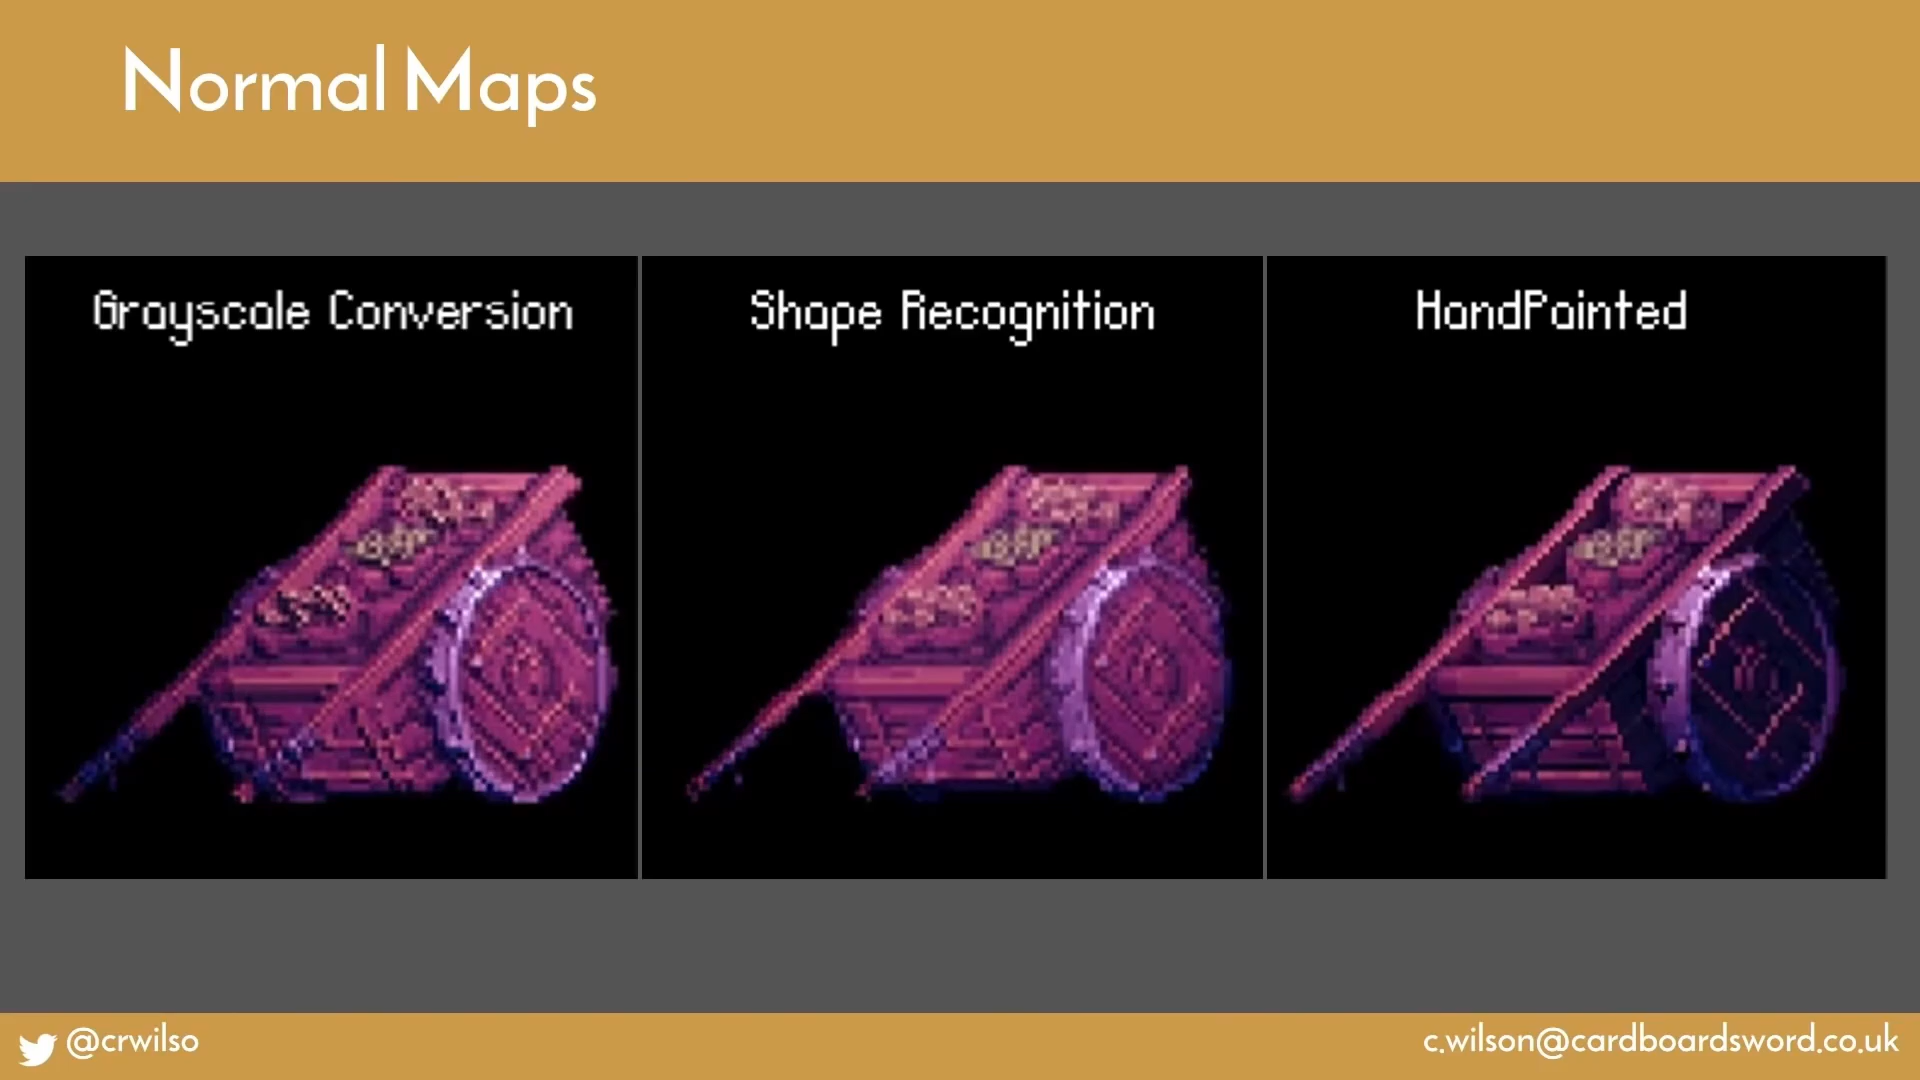 Normal Maps
Grayscale Conversion
Shape Recognition
HandPainted
@crwilso
c.wilson@cardboardsword.co.uk